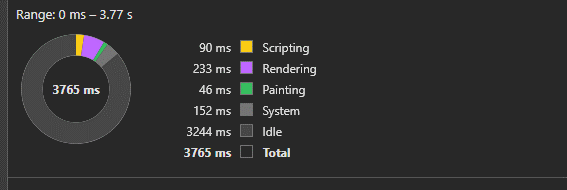 Range: 0 ms – 3.77 s
90 ms Scripting
233 ms Rendering
3765 ms
46 ms Painting
152 ms System
3244 ms Idle
3765 ms Total